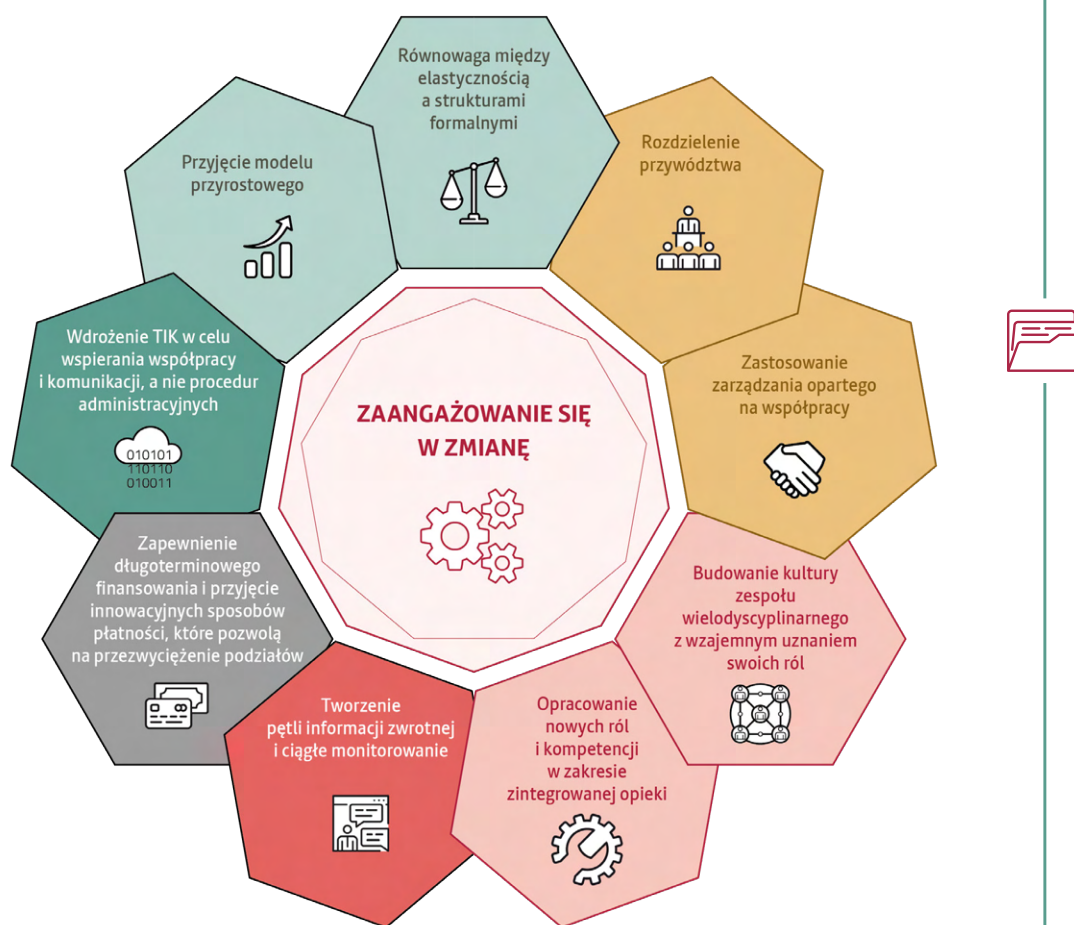 Równowaga między
elastycznością
a strukturami
formalnymi
Rozdzielenie
przywództwa
Zastosowanie
zarządzania opartego
na współpracy
Budowanie kultury
zespołu
wielodyscyplinarnego
z wzajemnym uznaniem
swoich ról
Opracowanie
nowych ról
i kompetencji
w zakresie
zintegrowanej opieki
Tworzenie
pętli informacji zwrotnej
i ciągłe monitorowanie
Zapewnienie
długoterminowego
finansowania i przyjęcie
innowacyjnych sposobów
płatności, które pozwolą
na przezwyciężenie podziałów
Wdrożenie TIK w celu
wspierania współpracy
i komunikacji, a nie procedur
administracyjnych
010101
110110
010011
Przyjęcie modelu
przyrostowego
ZAANGAŻOWANIE SIĘ
W ZMIANĘ